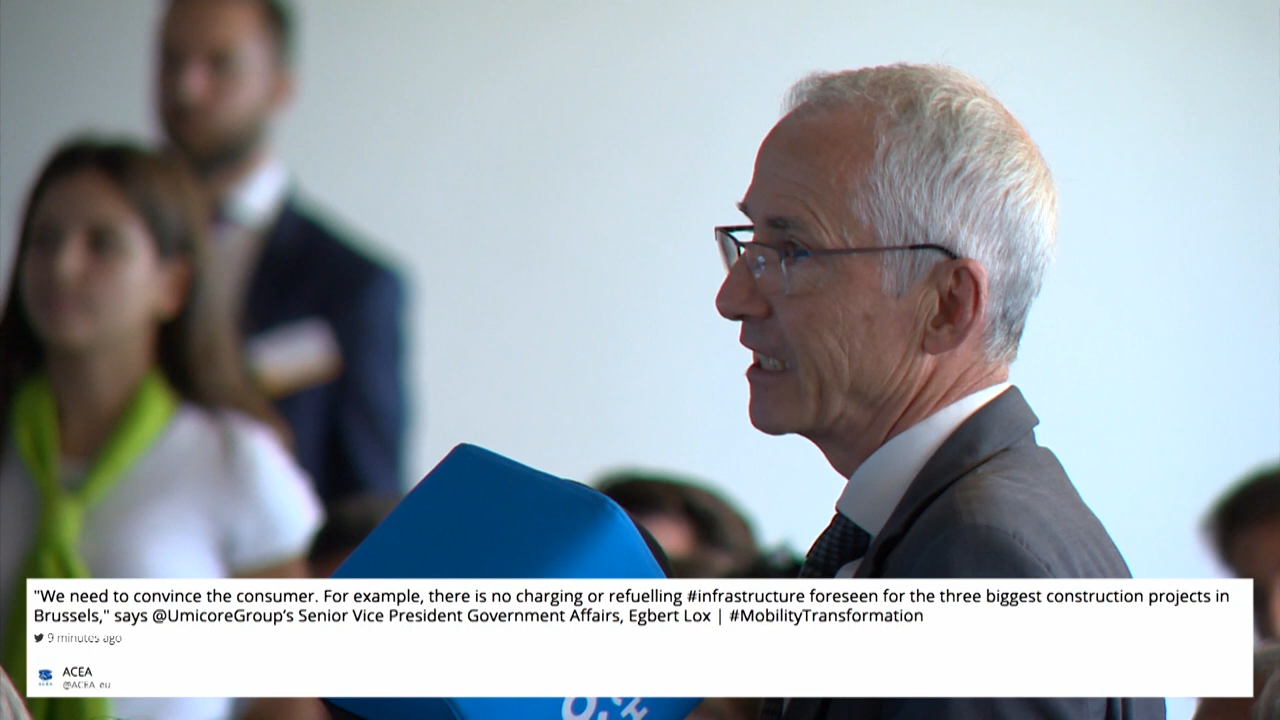 "We need to convince the consumer. For example, there is no charging or refuelling #infrastructure foreseen for the three biggest construction projects in
Brussels," says @UmicoreGroup's Senior Vice President Government Affairs, Egbert Lox | #MobilityTransformation
9 minutes ago
ACEA
@ACEA_eu